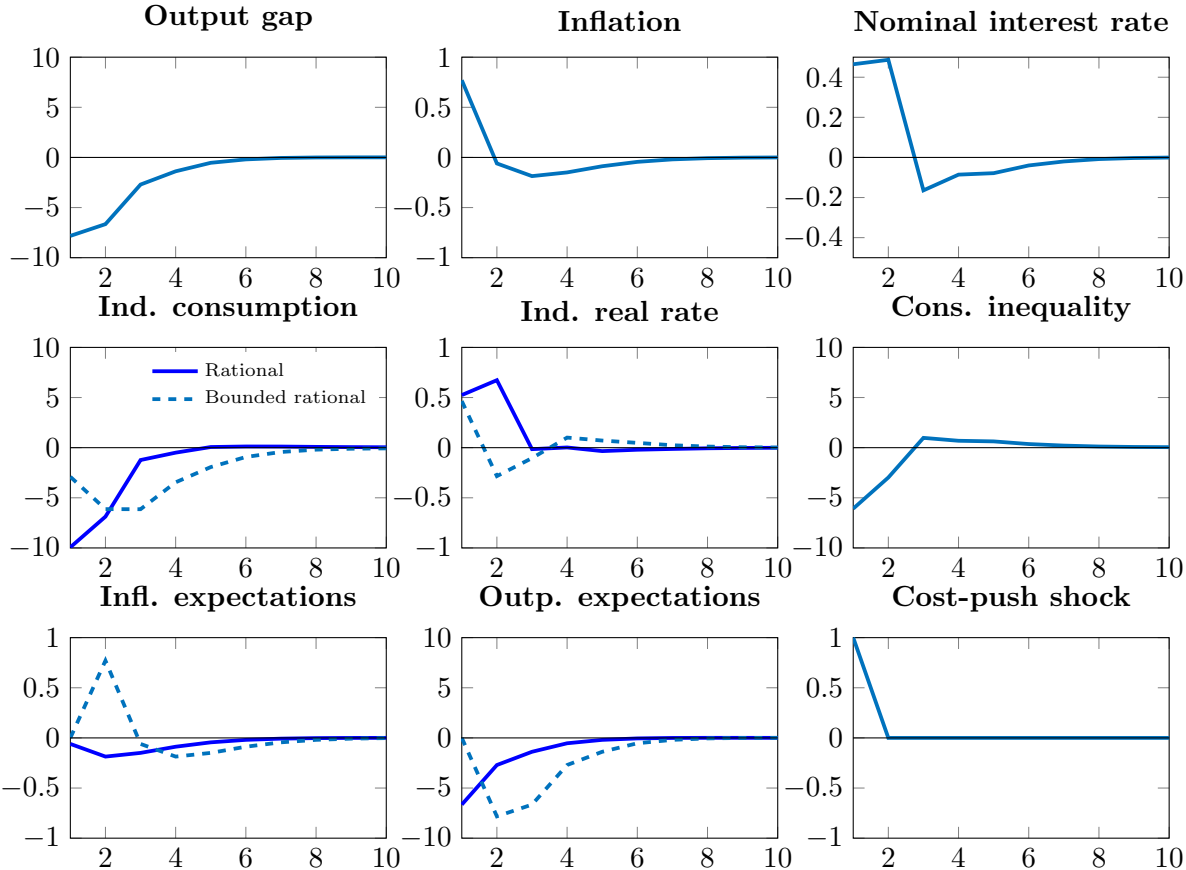 Output gap
Inflation
Nominal interest rate
10
5
0
−5
−10
2 4 6 8 10
1
0.5
0
−0.5
−1
2 4 6 8 10
0.4
0.2
0
−0.2
−0.4
2 4 6 8 10
Ind. consumption
Ind. real rate
Cons. inequality
10
5
0
−5
−10
Rational
Bounded rational
2 4 6 8 10
1
0.5
0
−0.5
−1
2 4 6 8 10
10
5
0
−5
−10
2 4 6 8 10
Infl. expectations
Outp. expectations
Cost-push shock
1
0.5
0
−0.5
−1
2 4 6 8 10
10
5
0
−5
−10
2 4 6 8 10
1
0.5
0
−0.5
−1
2 4 6 8 10